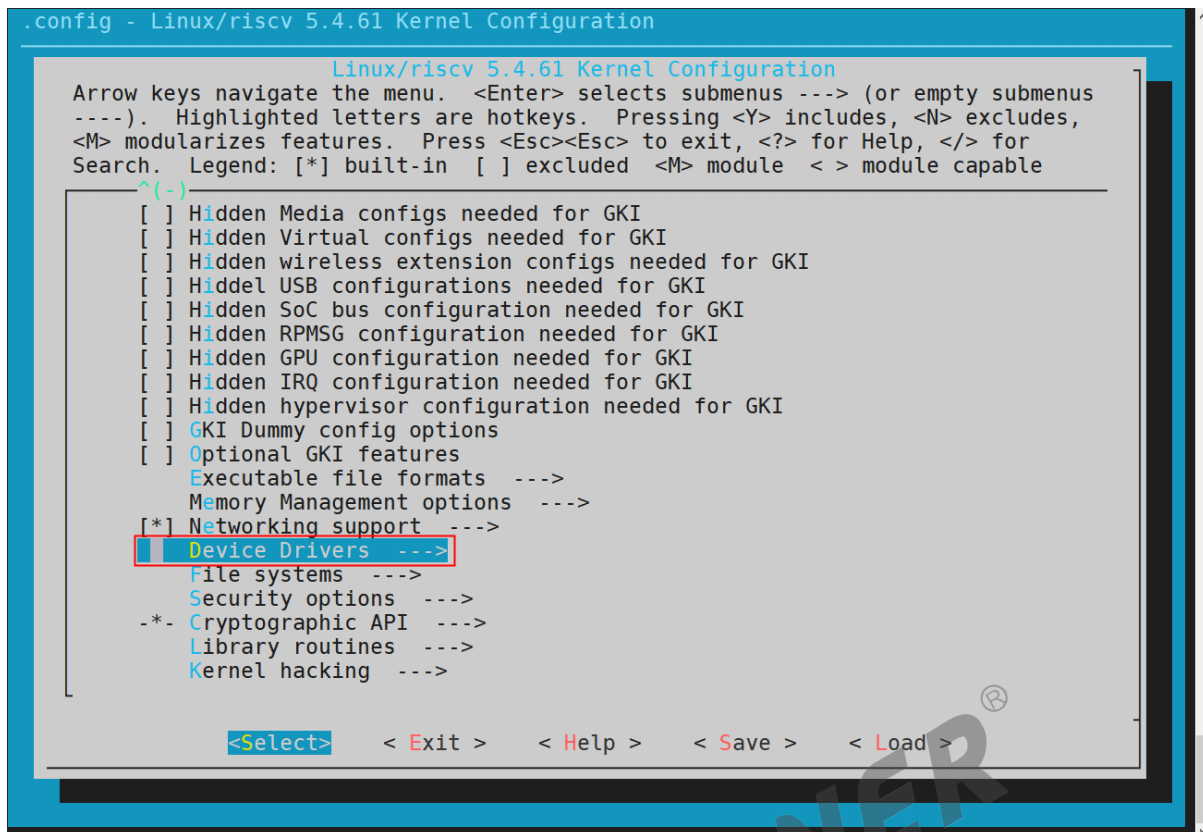 .config - Linux/riscv 5.4.61 Kernel Configuration
Linux/riscv 5.4.61 Kernel Configuration
Arrow keys navigate the menu.  <Enter> selects submenus ---> (or empty submenus
----).  Highlighted letters are hotkeys.  Pressing <Y> includes, <N> excludes,
<M> modularizes features.  Press <Esc><Esc> to exit, <?> for Help, </> for
Search.  Legend: [*] built-in  [ ] excluded  <M> module  < > module capable
^(-)
[ ] Hidden Media configs needed for GKI
[ ] Hidden Virtual configs needed for GKI
[ ] Hidden wireless extension configs needed for GKI
[ ] Hiddel USB configurations needed for GKI
[ ] Hidden SoC bus configuration needed for GKI
[ ] Hidden RPMSG configuration needed for GKI
[ ] Hidden GPU configuration needed for GKI
[ ] Hidden IRQ configuration needed for GKI
[ ] Hidden hypervisor configuration needed for GKI
[ ] GKI Dummy config options
[ ] Optional GKI features
Executable file formats  --->
Memory Management options  --->
[*] Networking support  --->
Device Drivers  --->
File systems  --->
Security options  --->
-*- Cryptographic API  --->
Library routines  --->
Kernel hacking  --->
<Select>    < Exit >    < Help >    < Save >    < Load >
®